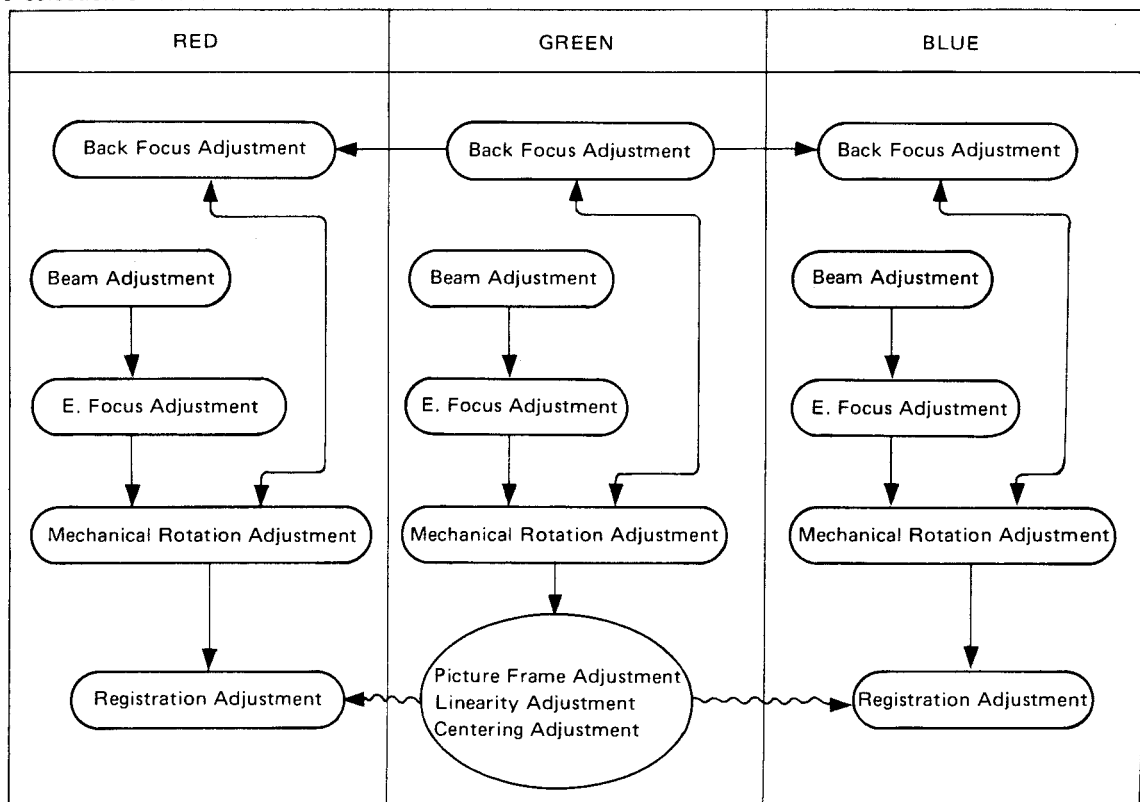 RED
GREEN
BLUE
Back Focus Adjustment
Back Focus Adjustment
Back Focus Adjustment
Beam Adjustment
Beam Adjustment
Beam Adjustment
E. Focus Adjustment
E. Focus Adjustment
E. Focus Adjustment
Mechanical Rotation Adjustment
Mechanical Rotation Adjustment
Mechanical Rotation Adjustment
Registration Adjustment
Picture Frame Adjustment
Linearity Adjustment
Centering Adjustment
Registration Adjustment